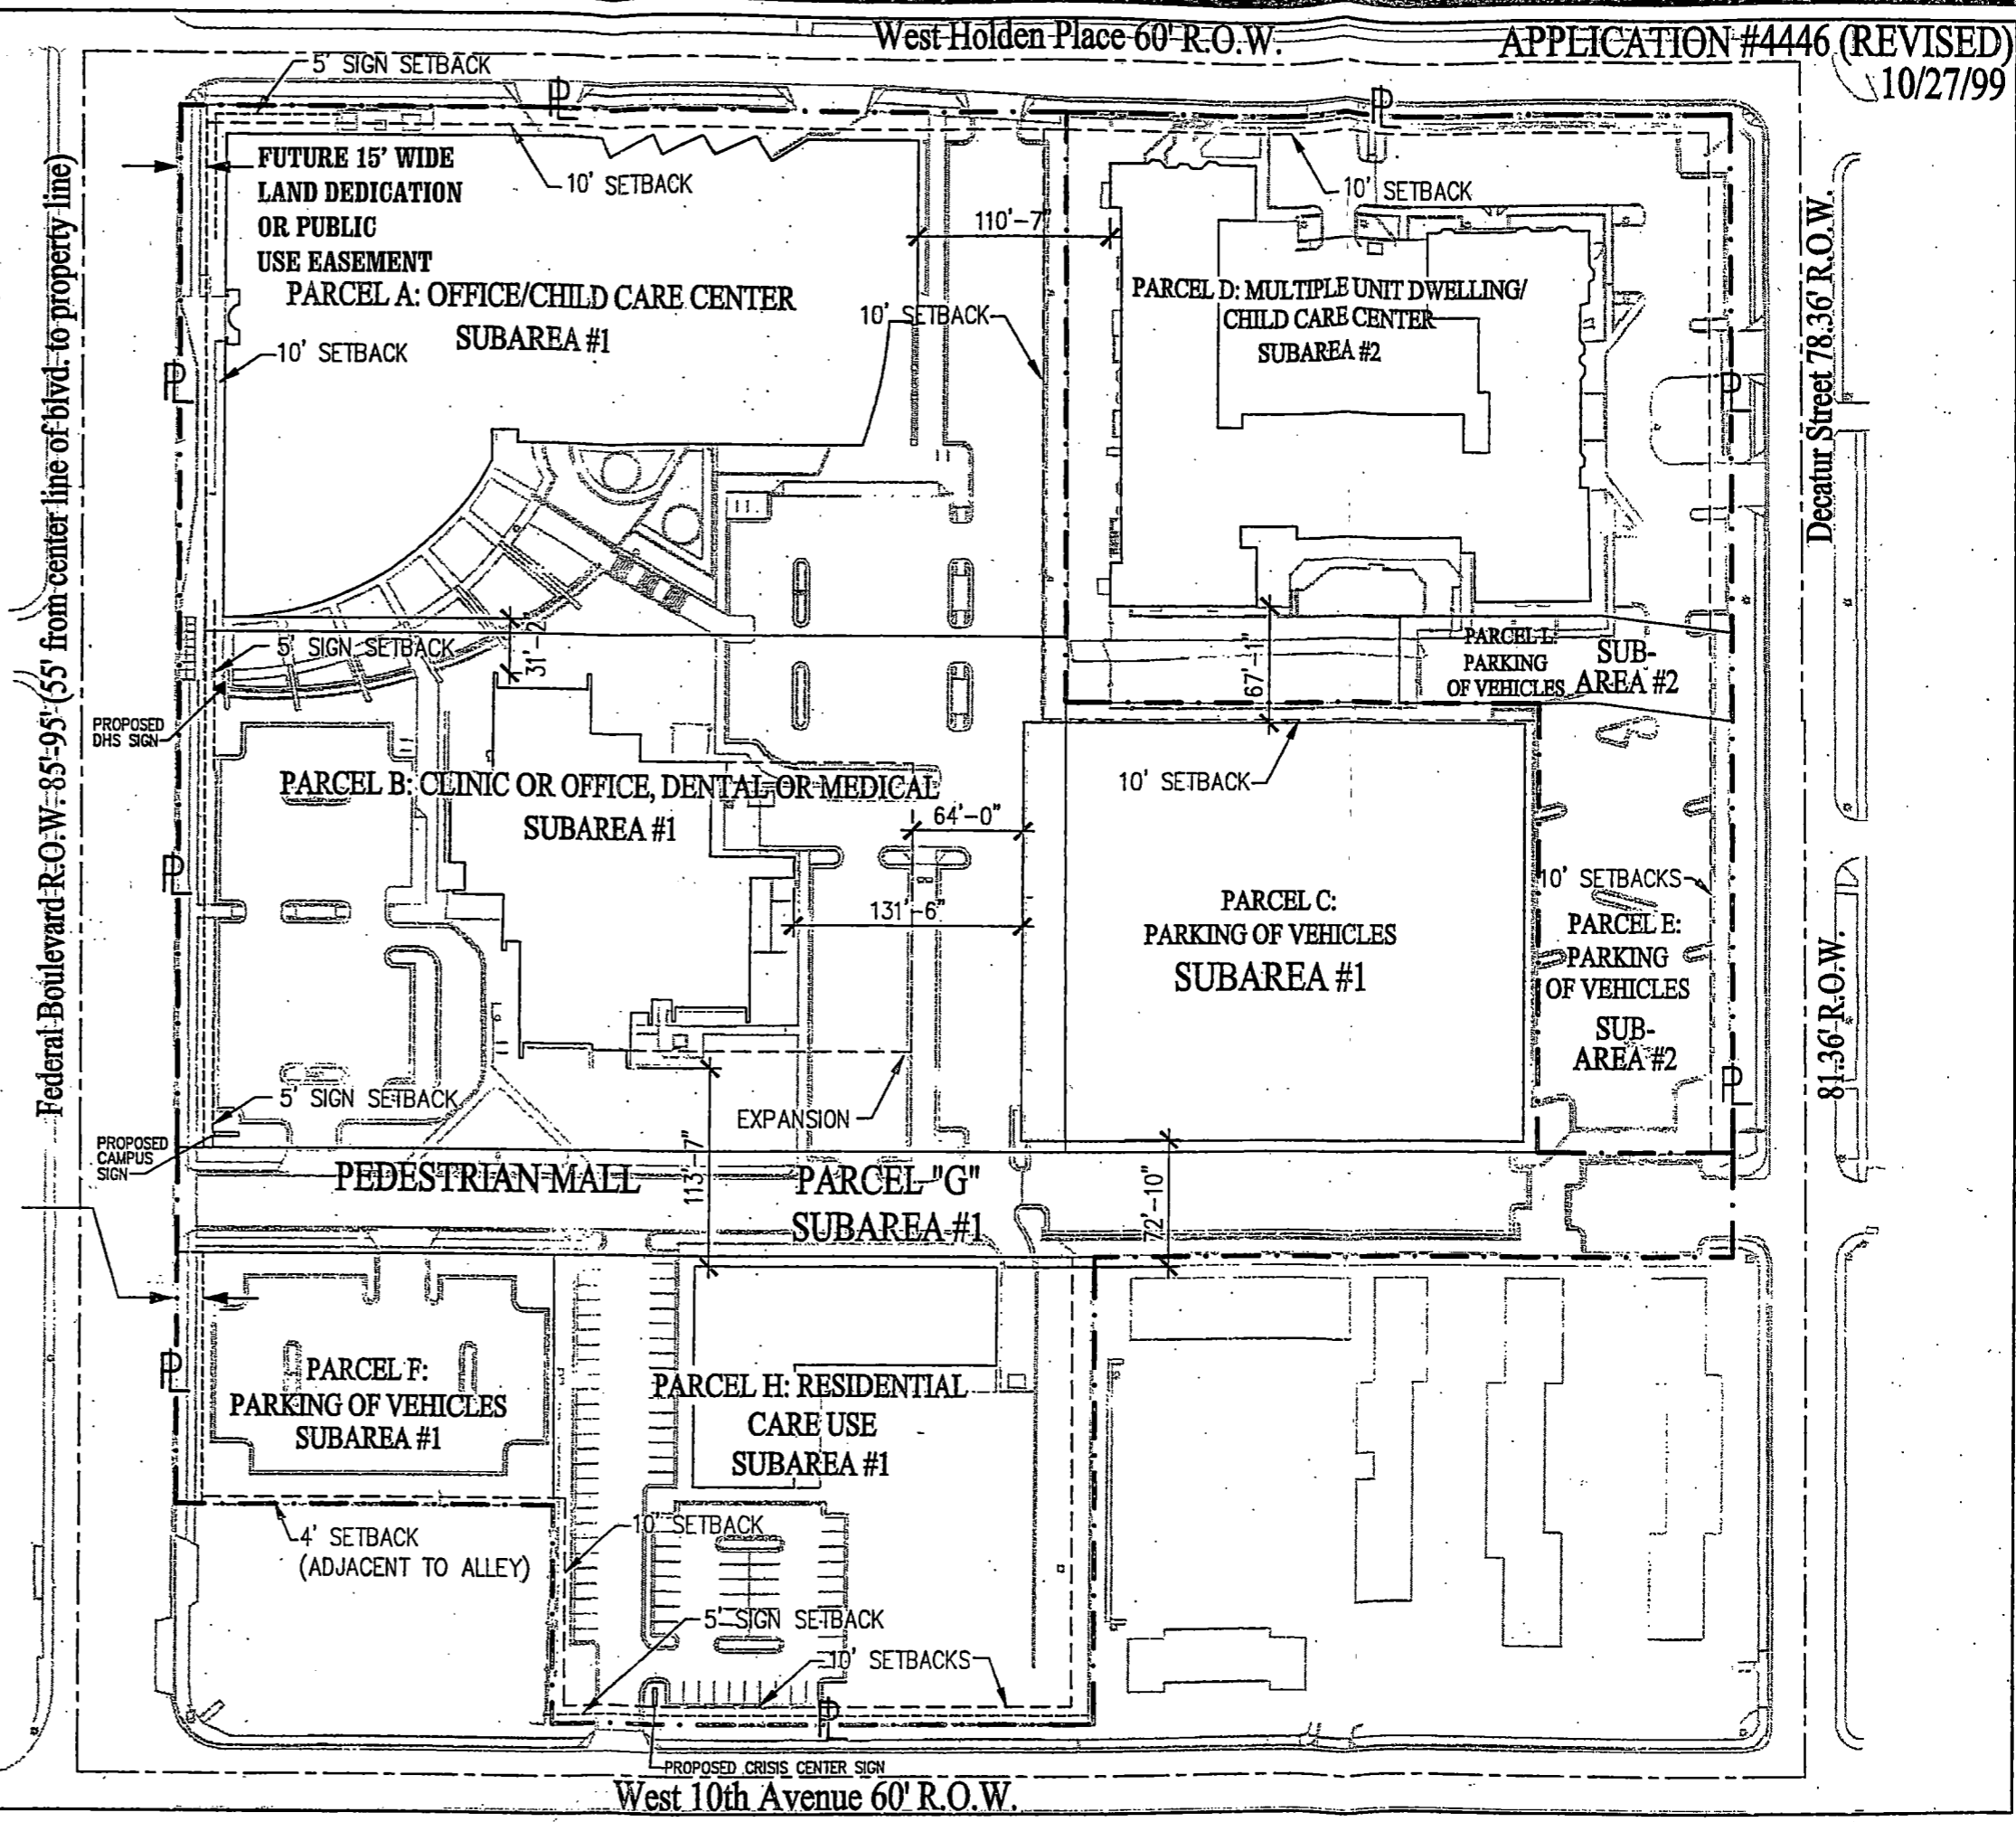 West Holden Place 60' R.O.W.
APPLICATION #4446 (REVISED)
10/27/99
5' SIGN SETBACK
PL
PL
FUTURE 15' WIDE
LAND DEDICATION
OR PUBLIC
USE EASEMENT
10' SETBACK
10' SETBACK
110'-7"
PARCEL A: OFFICE/CHILD CARE CENTER
SUBAREA #1
10' SETBACK
10' SETBACK
PARCEL D: MULTIPLE UNIT DWELLING/
CHILD CARE CENTER
SUBAREA #2
PL
PL
Federal Boulevard R.O.W. 85'-95' (55' from center line of blvd. to property line)
Decatur Street 78.36' R.O.W.
5' SIGN SETBACK
31'-2"
67'-1"
PARCEL L:
PARKING
OF VEHICLES
SUB-
AREA #2
PROPOSED
DHS SIGN
PARCEL B: CLINIC OR OFFICE, DENTAL OR MEDICAL
SUBAREA #1
10' SETBACK
64'-0"
PL
131'-6"
PARCEL C:
PARKING OF VEHICLES
SUBAREA #1
10' SETBACKS
PARCEL E:
PARKING
OF VEHICLES
SUB-
AREA #2
81.36' R.O.W.
PL
5' SIGN SETBACK
EXPANSION
PROPOSED
CAMPUS
SIGN
PEDESTRIAN MALL
113'-7"
PARCEL "G"
SUBAREA #1
72'-10"
PL
PARCEL F:
PARKING OF VEHICLES
SUBAREA #1
PARCEL H: RESIDENTIAL
CARE USE
SUBAREA #1
4' SETBACK
(ADJACENT TO ALLEY)
10' SETBACK
5' SIGN SETBACK
10' SETBACKS
PL
PROPOSED CRISIS CENTER SIGN
West 10th Avenue 60' R.O.W.